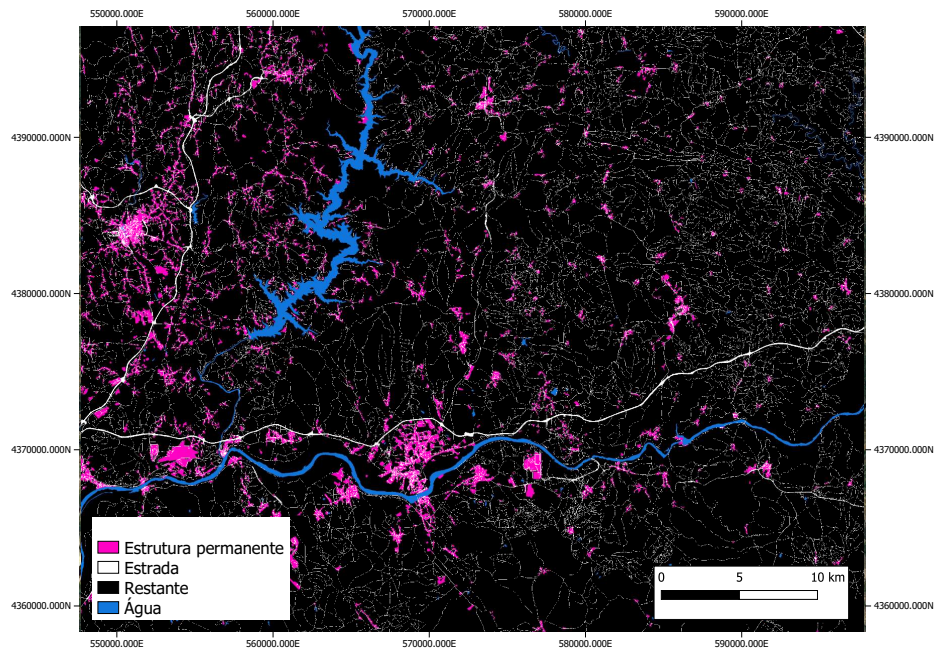 550000.000E 560000.000E 570000.000E 580000.000E 590000.000E
4390000.000N 4390000.000N
4380000.000N 4380000.000N
4370000.000N 4370000.000N
4360000.000N 4360000.000N
Estrutura permanente
Estrada
Restante
Água
0 5 10 km
550000.000E 560000.000E 570000.000E 580000.000E 590000.000E